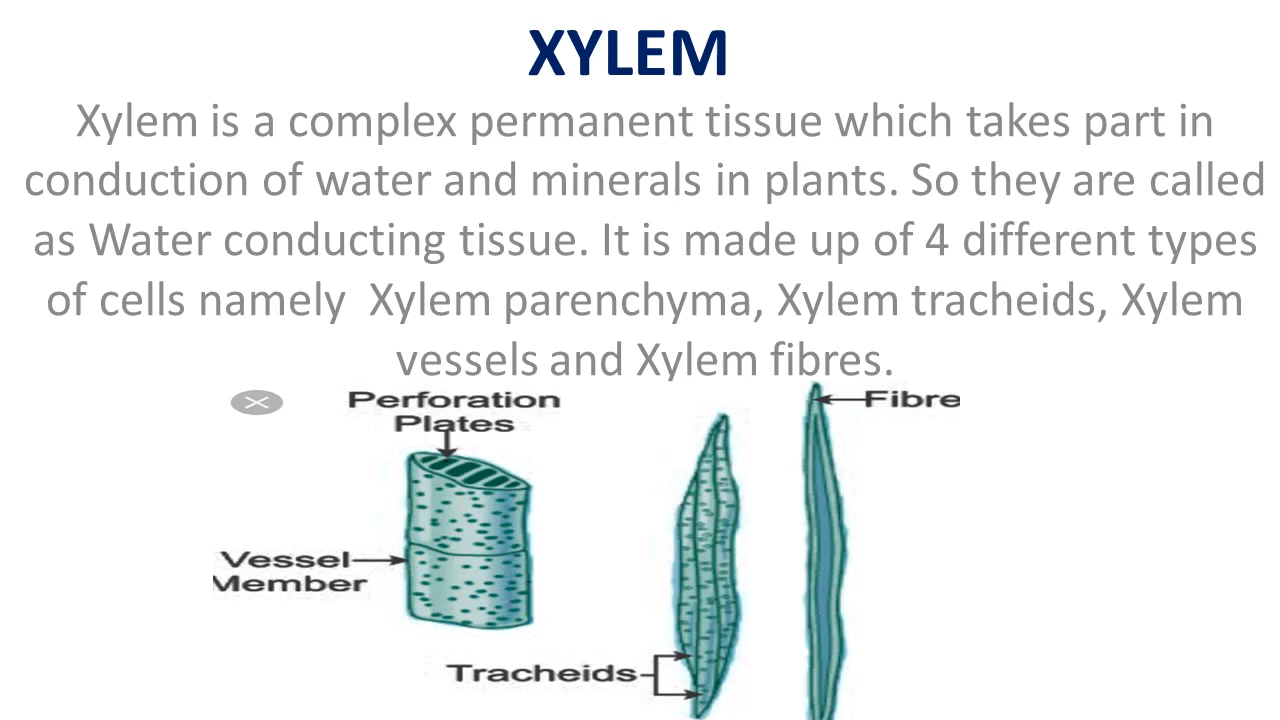 XYLEM
Xylem is a complex permanent tissue which takes part in
conduction of water and minerals in plants. So they are called
as Water conducting tissue. It is made up of 4 different types
of cells namely  Xylem parenchyma, Xylem tracheids, Xylem
vessels and Xylem fibres.
Perforation
Plates
Fibre
Vessel
Member
Tracheids